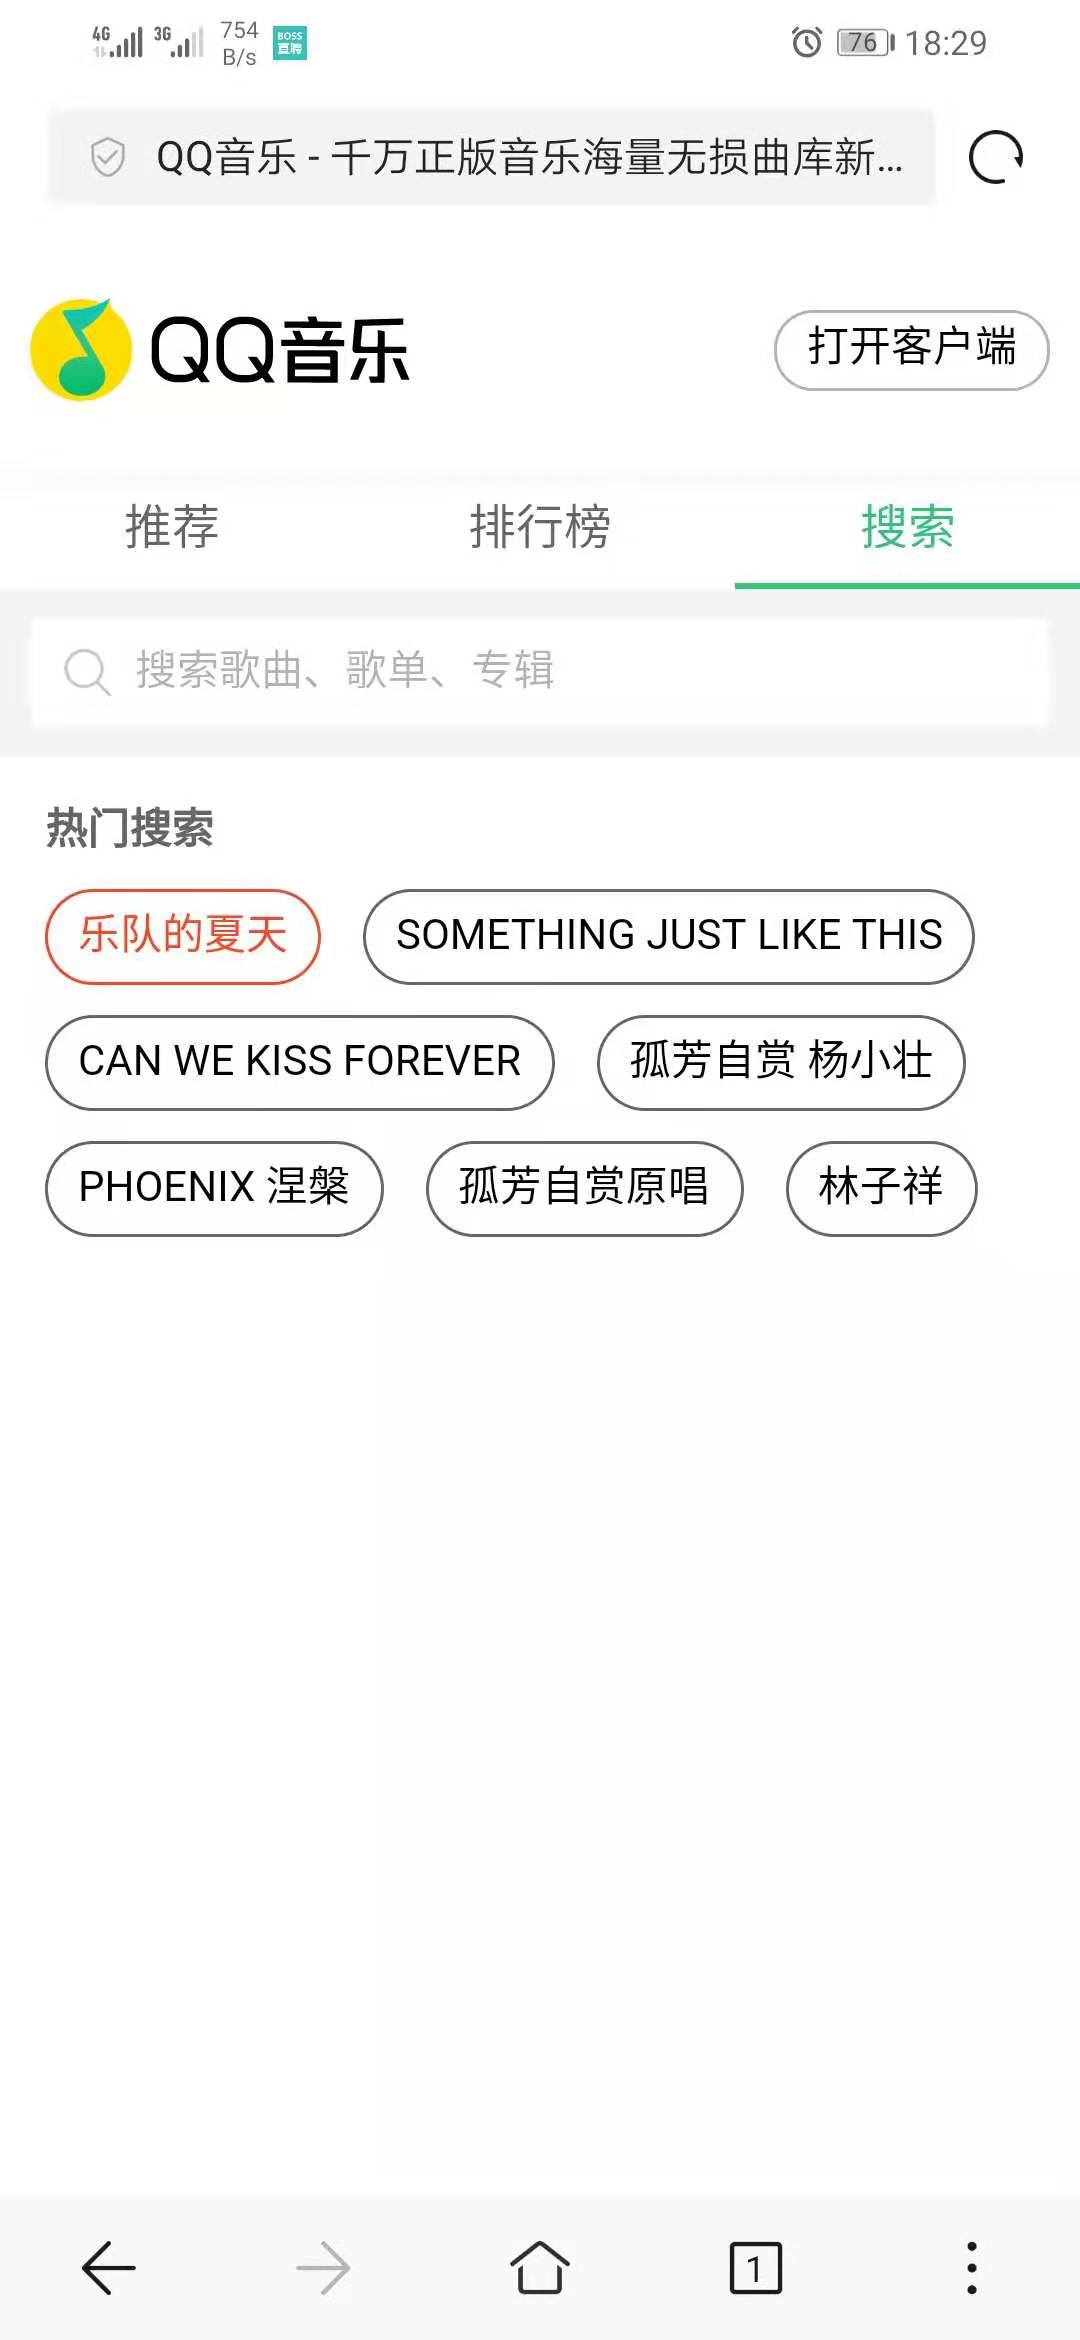 4G 3G 754 B/s BOSS直聘 76 18:29
QQ音乐 - 千万正版音乐海量无损曲库新...
QQ音乐 打开客户端
推荐 排行榜 搜索
搜索歌曲、歌单、专辑
热门搜索
乐队的夏天 SOMETHING JUST LIKE THIS
CAN WE KISS FOREVER 孤芳自赏 杨小壮
PHOENIX 涅槃 孤芳自赏原唱 林子祥
1